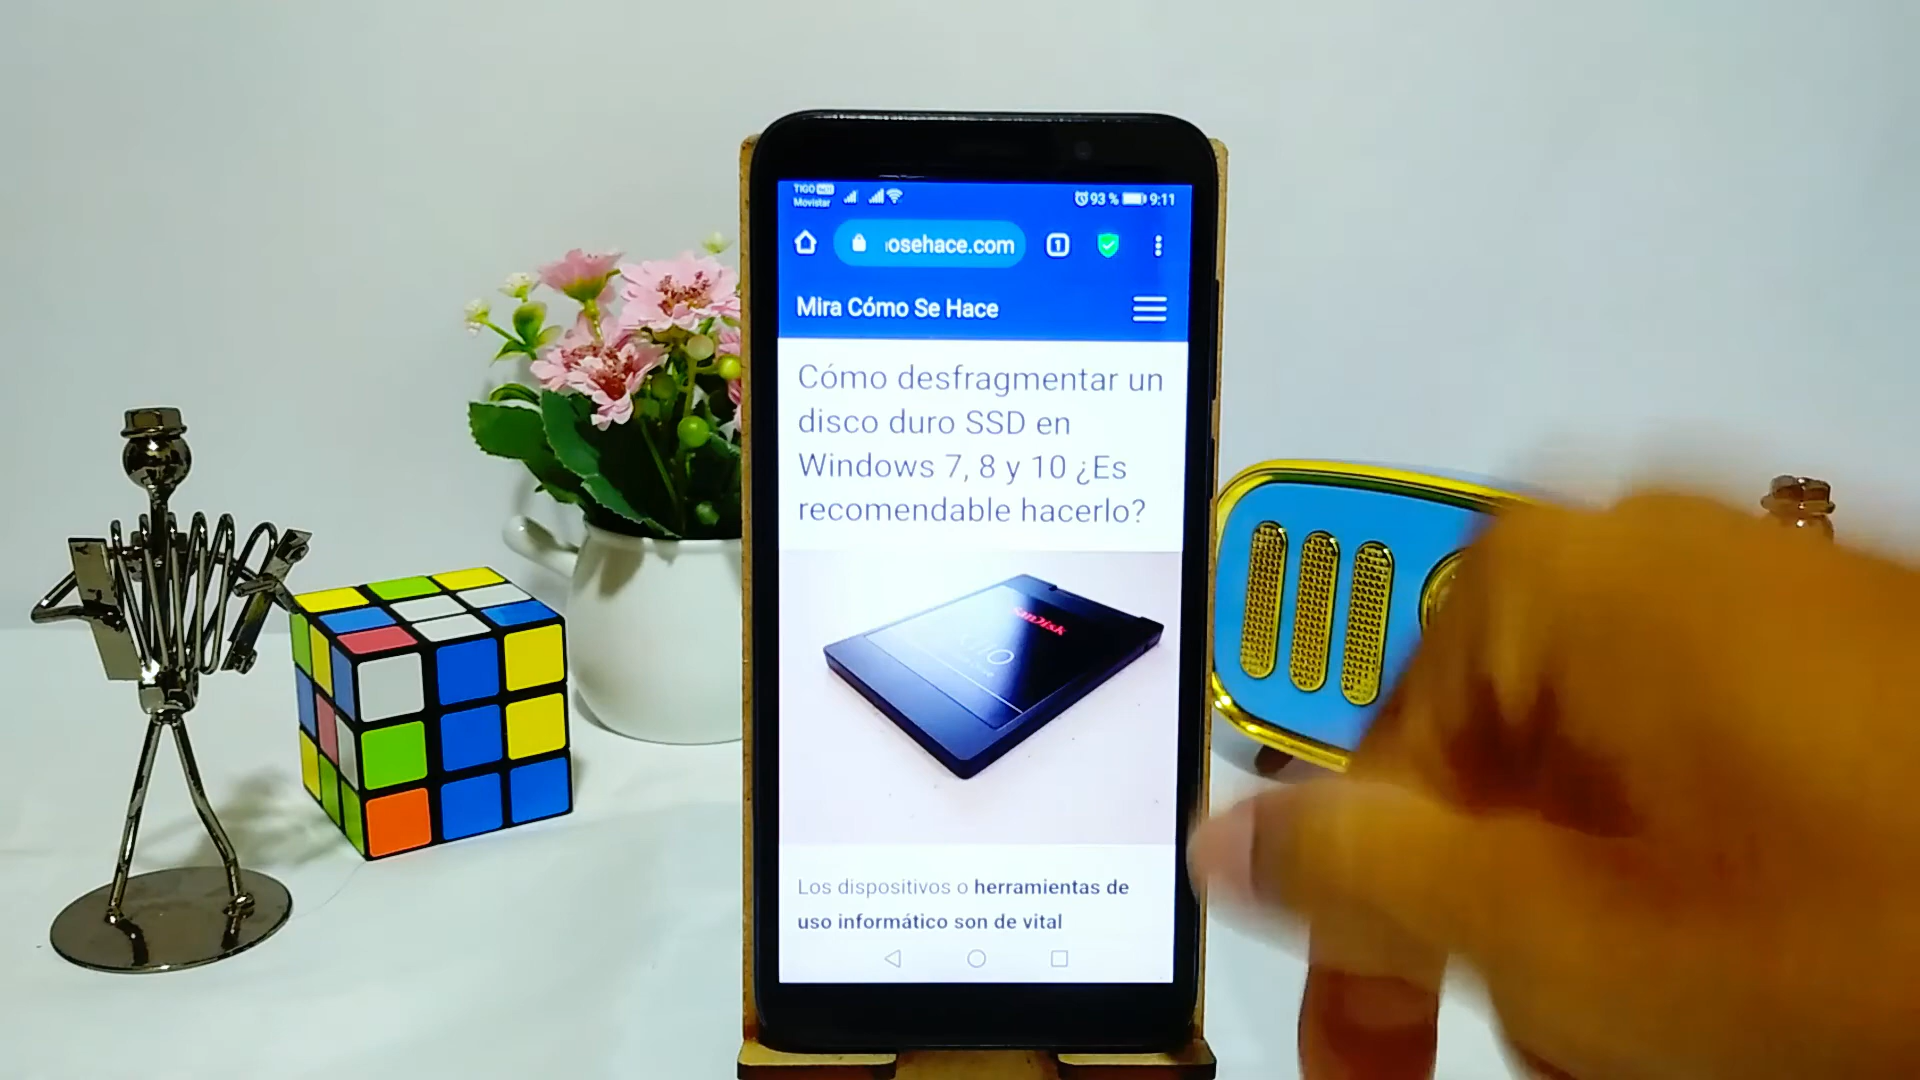 TIGO
Movistar
93 % 9:11
osehace.com
1
Mira Cómo Se Hace
Cómo desfragmentar un
disco duro SSD en
Windows 7, 8 y 10 ¿Es
recomendable hacerlo?
SanDisk
Los dispositivos o herramientas de
uso informático son de vital